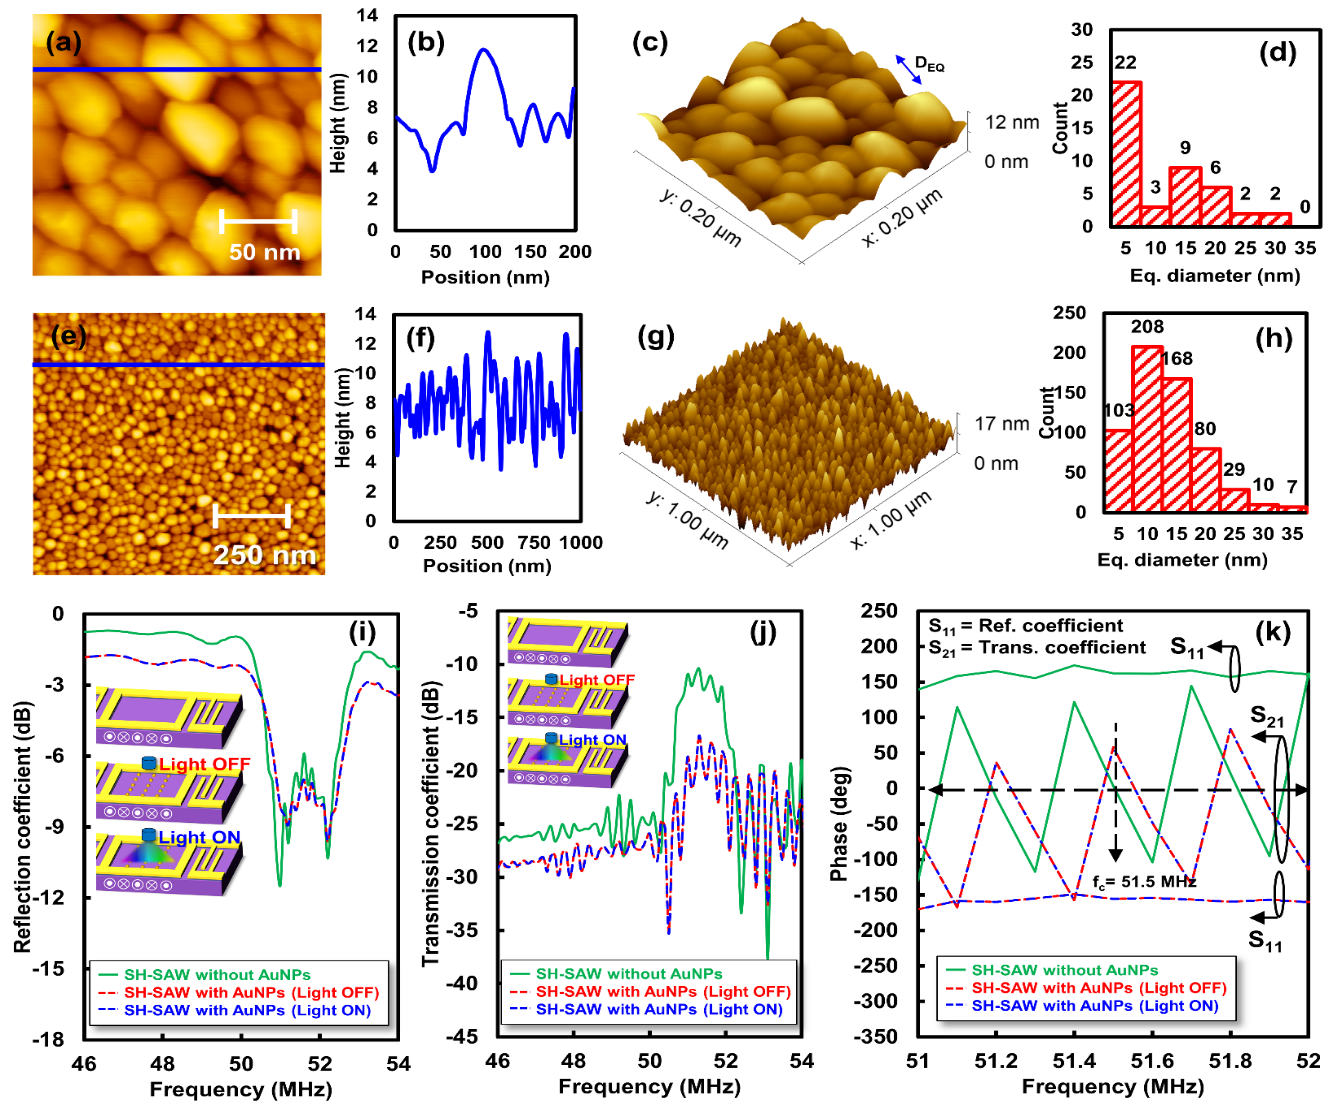 (a)
50 nm
(b)
Height (nm)
14
12
10
8
6
4
2
0
0 50 100 150 200
Position (nm)
(c)
D_EQ
12 nm
0 nm
y: 0.20 µm
x: 0.20 µm
(d)
Count
30
25
20
15
10
5
0
22
3
9
6
2
2
0
5 10 15 20 25 30 35
Eq. diameter (nm)
(e)
250 nm
(f)
Height (nm)
14
12
10
8
6
4
2
0
0 250 500 750 1000
Position (nm)
(g)
17 nm
0 nm
y: 1.00 µm
x: 1.00 µm
(h)
Count
250
200
150
100
50
0
103
208
168
80
29
10
7
5 10 15 20 25 30 35
Eq. diameter (nm)
(i)
Reflection coefficient (dB)
0
-3
-6
-9
-12
-15
-18
Light OFF
Light ON
SH-SAW without AuNPs
SH-SAW with AuNPs (Light OFF)
SH-SAW with AuNPs (Light ON)
46 48 50 52 54
Frequency (MHz)
(j)
Transmission coefficient (dB)
-5
-10
-15
-20
-25
-30
-35
-40
-45
Light OFF
Light ON
SH-SAW without AuNPs
SH-SAW with AuNPs (Light OFF)
SH-SAW with AuNPs (Light ON)
46 48 50 52 54
Frequency (MHz)
(k)
Phase (deg)
250
200
150
100
50
0
-50
-100
-150
-200
-250
-300
-350
S₁₁ = Ref. coefficient
S₂₁ = Trans. coefficient
S₁₁
S₂₁
f_c= 51.5 MHz
S₁₁
SH-SAW without AuNPs
SH-SAW with AuNPs (Light OFF)
SH-SAW with AuNPs (Light ON)
51 51.2 51.4 51.6 51.8 52
Frequency (MHz)